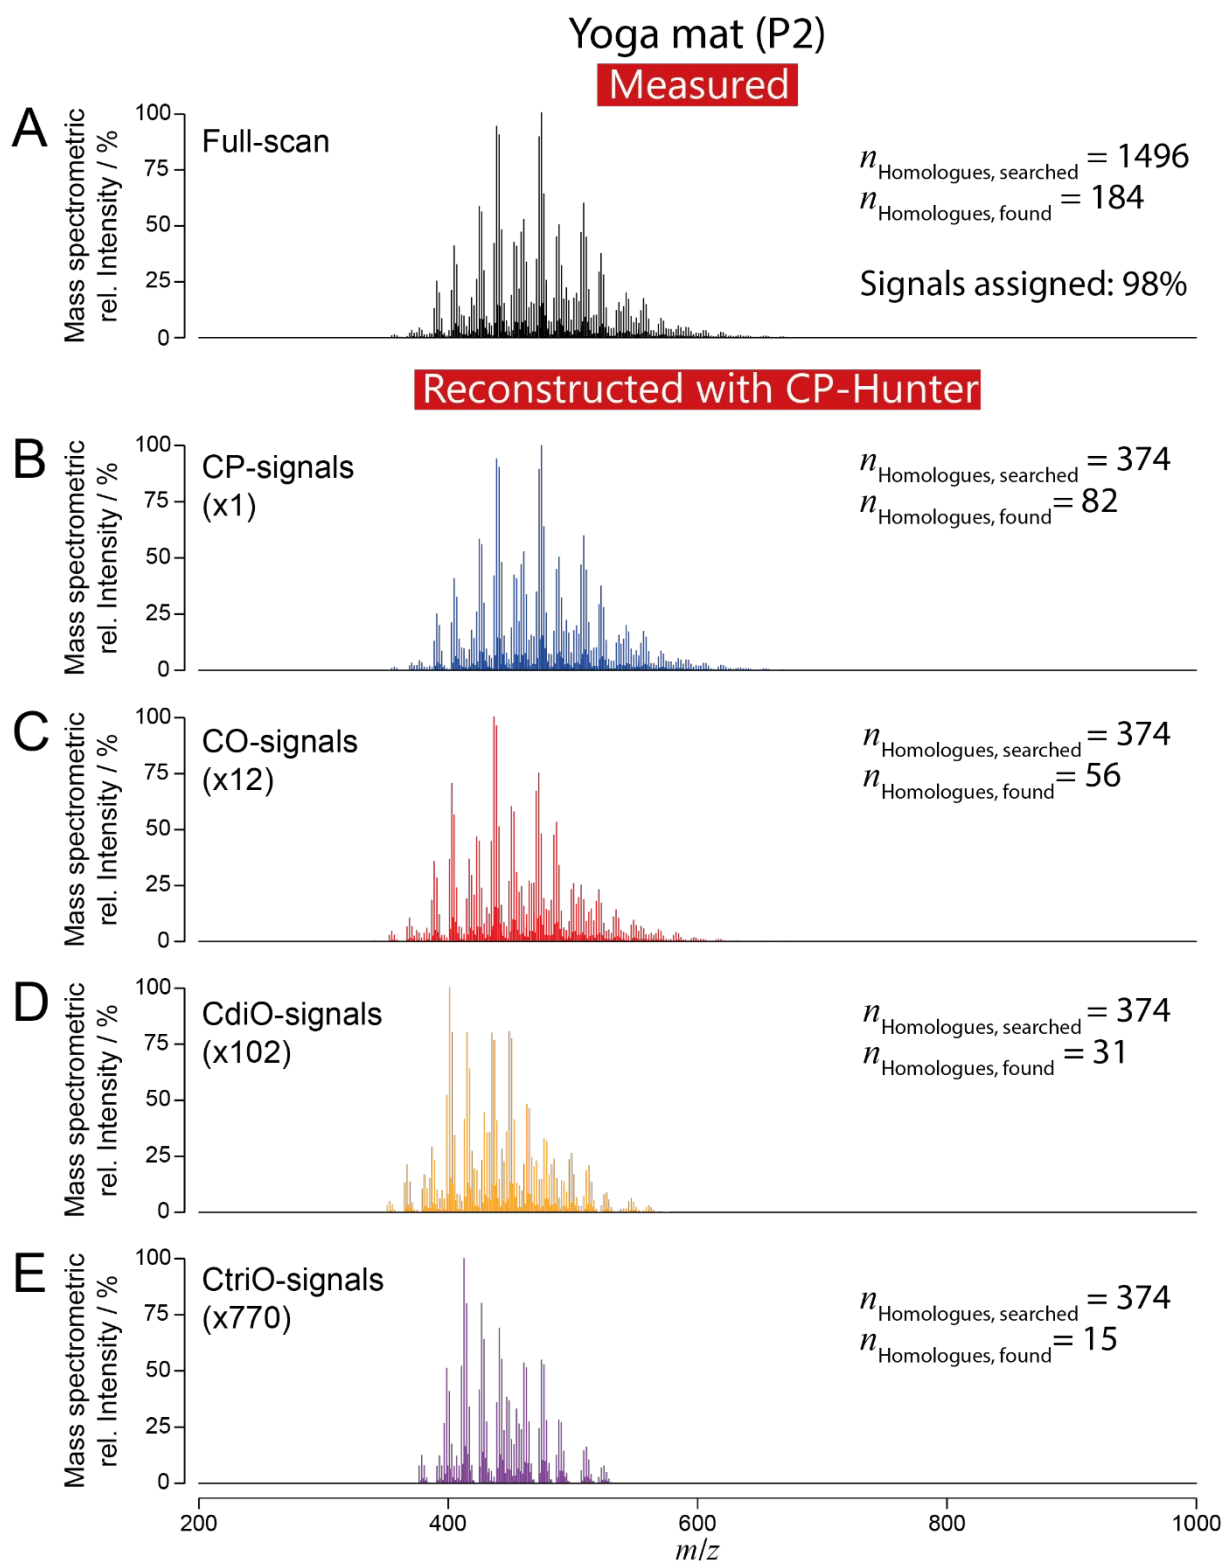 Yoga mat (P2)
Measured
A
Mass spectrometric
rel. Intensity / %
100
75
50
25
0
Full-scan
nHomologues, searched = 1496
nHomologues, found = 184
Signals assigned: 98%
Reconstructed with CP-Hunter
B
Mass spectrometric
rel. Intensity / %
100
75
50
25
0
CP-signals
(x1)
nHomologues, searched = 374
nHomologues, found = 82
C
Mass spectrometric
rel. Intensity / %
100
75
50
25
0
CO-signals
(x12)
nHomologues, searched = 374
nHomologues, found = 56
D
Mass spectrometric
rel. Intensity / %
100
75
50
25
0
CdiO-signals
(x102)
nHomologues, searched = 374
nHomologues, found = 31
E
Mass spectrometric
rel. Intensity / %
100
75
50
25
0
CtriO-signals
(x770)
nHomologues, searched = 374
nHomologues, found = 15
200 400 600 800 1000
m/z